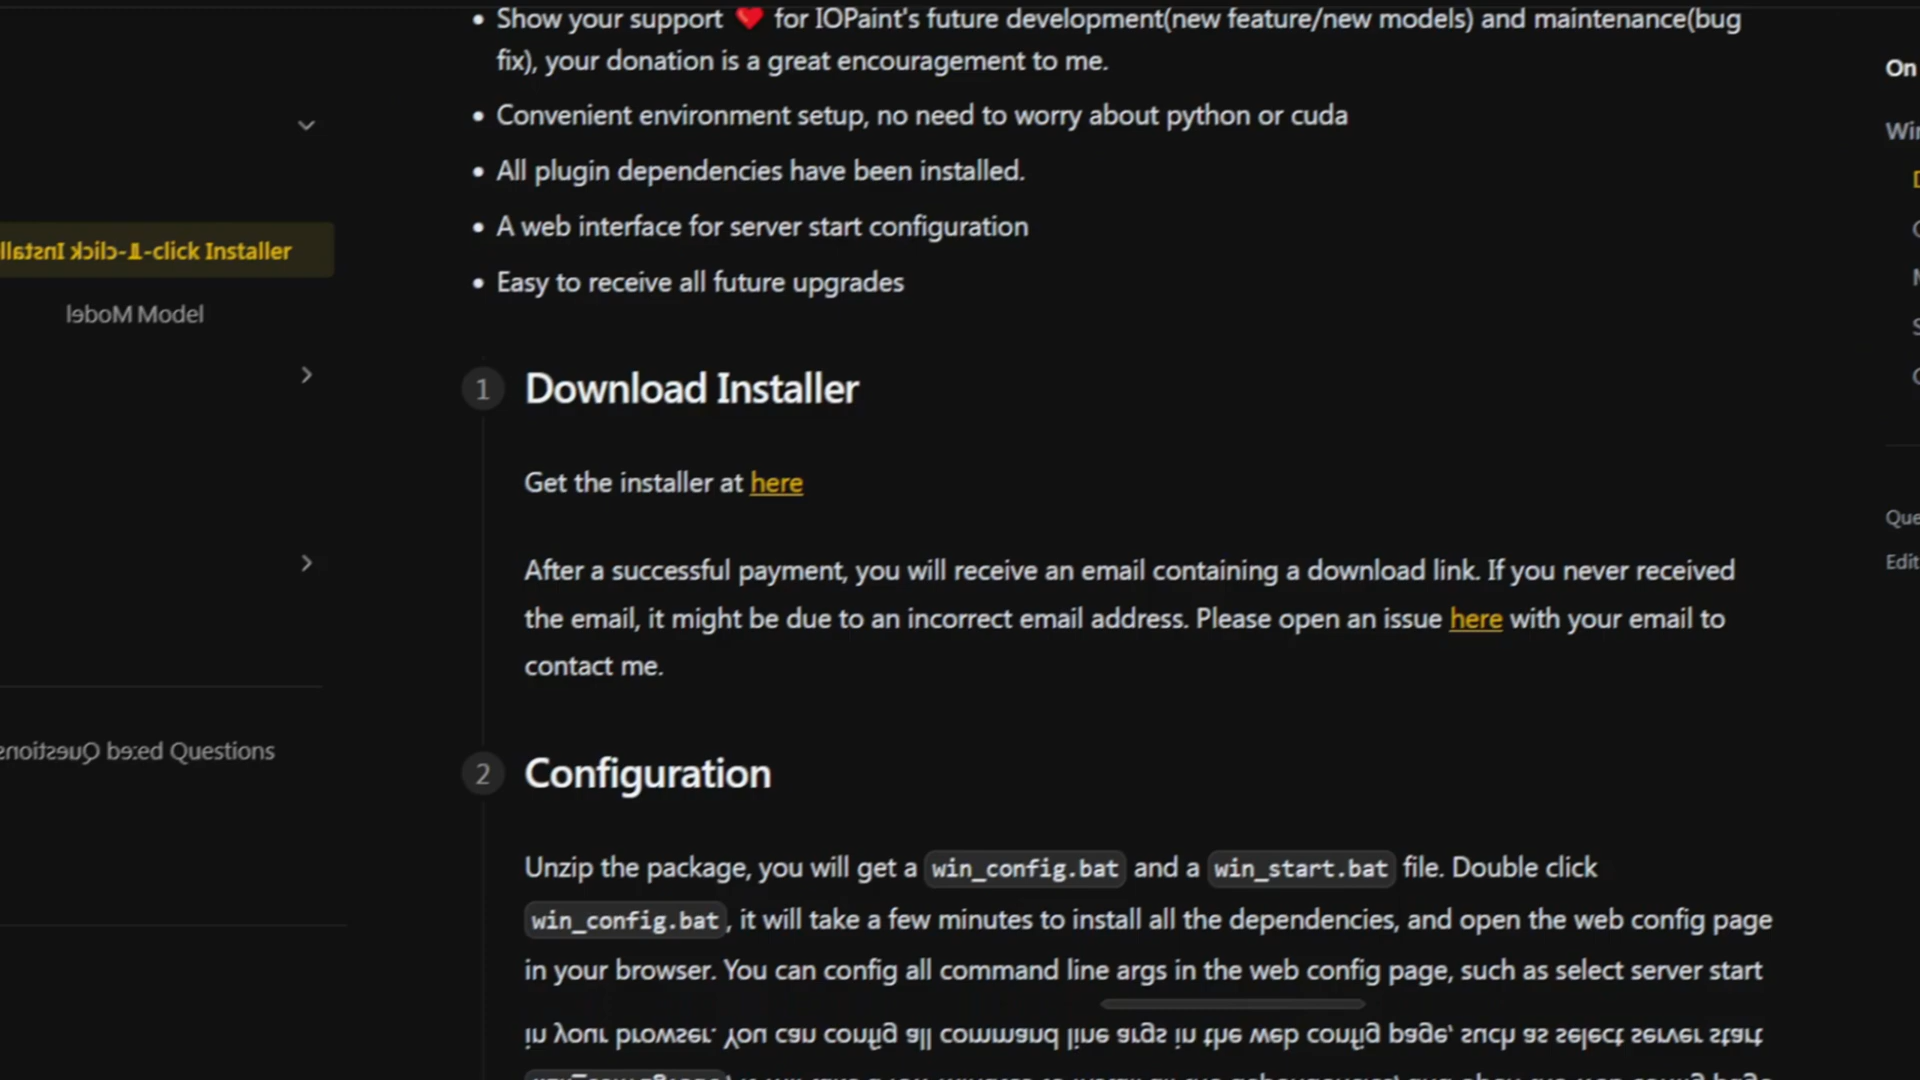 Show your support ❤️ for IOPaint's future development(new feature/new models) and maintenance(bug
fix), your donation is a great encouragement to me.
Convenient environment setup, no need to worry about python or cuda
All plugin dependencies have been installed.
A web interface for server start configuration
Easy to receive all future upgrades
1-click Installer
Model
Questions
1 Download Installer
Get the installer at here
After a successful payment, you will receive an email containing a download link. If you never received
the email, it might be due to an incorrect email address. Please open an issue here with your email to
contact me.
2 Configuration
Unzip the package, you will get a win_config.bat and a win_start.bat file. Double click
win_config.bat, it will take a few minutes to install all the dependencies, and open the web config page
in your browser. You can config all command line args in the web config page, such as select server start
On